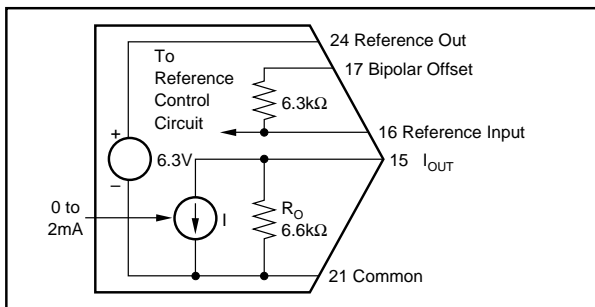 24 Reference Out
To
Reference
Control
Circuit
17 Bipolar Offset
6.3kΩ
16 Reference Input
+
6.3V
–
15 I_OUT
0 to
2mA
I
R_O
6.6kΩ
21 Common